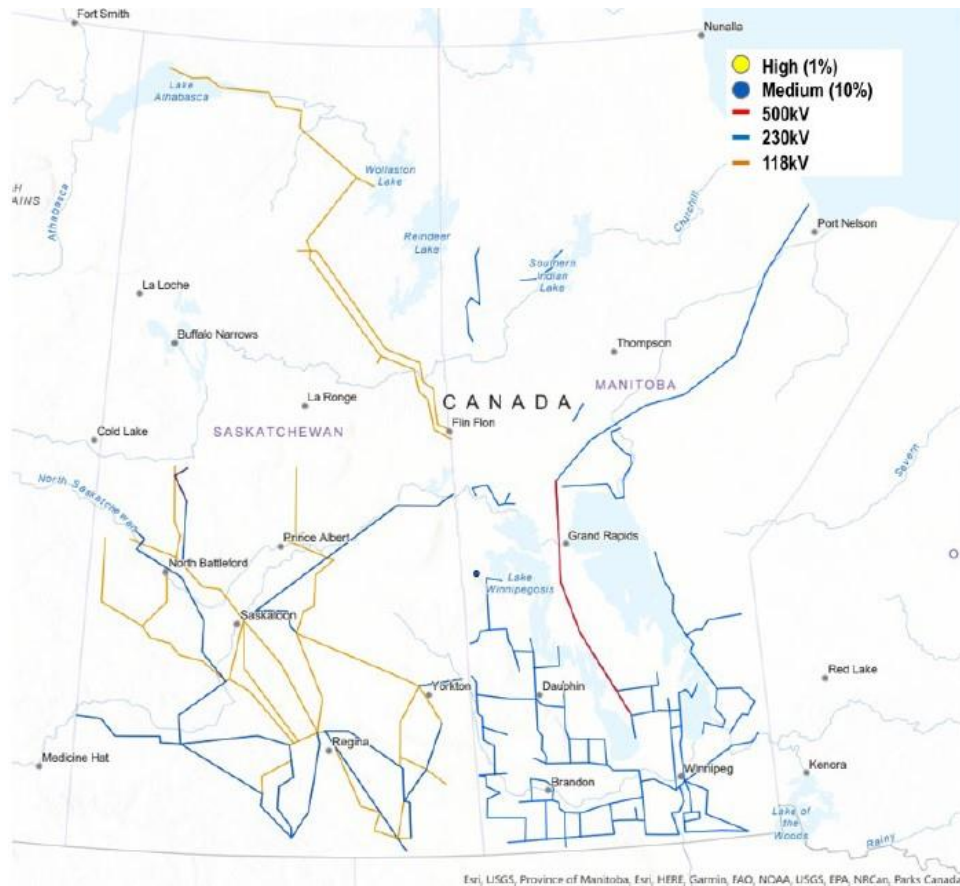 Fort Smith
Nunalla
High (1%)
Medium (10%)
500kV
230kV
118kV
Lake
Athabasca
Wollaston
Lake
H
AINS
Athabasca
Churchill
Port Nelson
Reindeer
Lake
Southern
Indian
Lake
La Loche
Buffalo Narrows
Thompson
MANITOBA
La Ronge
CANADA
Flin Flon
SASKATCHEWAN
Cold Lake
Severn
North Saskatchewan
Prince Albert
Grand Rapids
O
North Battleford
Lake
Winnipegosis
Saskatoon
Red Lake
Yorkton
Dauphin
Regina
Medicine Hat
Winnipeg
Kenora
Brandon
Lake of
the
Woods
Rainy
Esri, USGS, Province of Manitoba, Esri, HERE, Garmin, FAO, NOAA, USGS, EPA, NRCan, Parks Canada